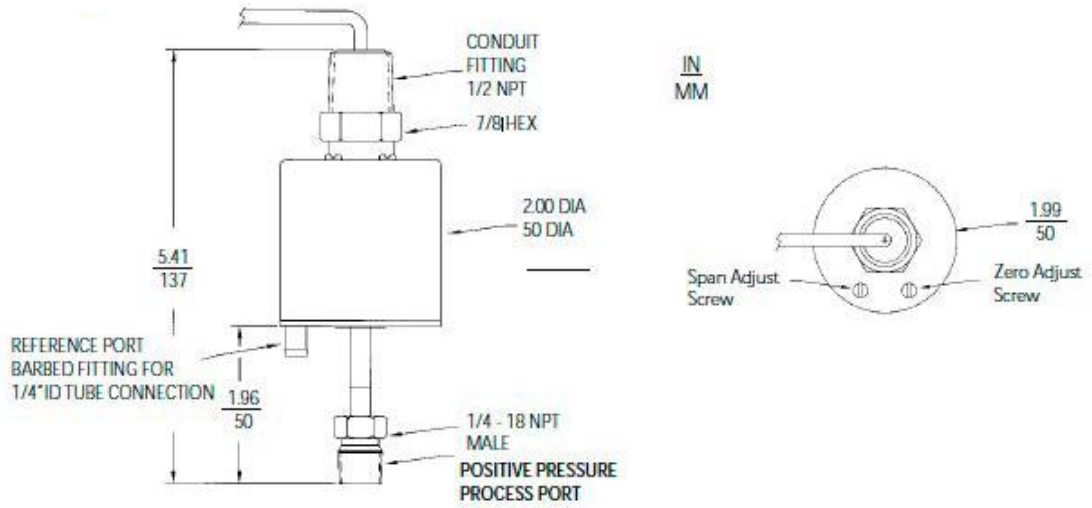 CONDUIT
FITTING
1/2 NPT
7/8 HEX
IN
MM
2.00 DIA
50 DIA
5.41
137
REFERENCE PORT
BARBED FITTING FOR
1/4" ID TUBE CONNECTION
1.96
50
1/4 - 18 NPT
MALE
POSITIVE PRESSURE
PROCESS PORT
1.99
50
Span Adjust
Screw
Zero Adjust
Screw